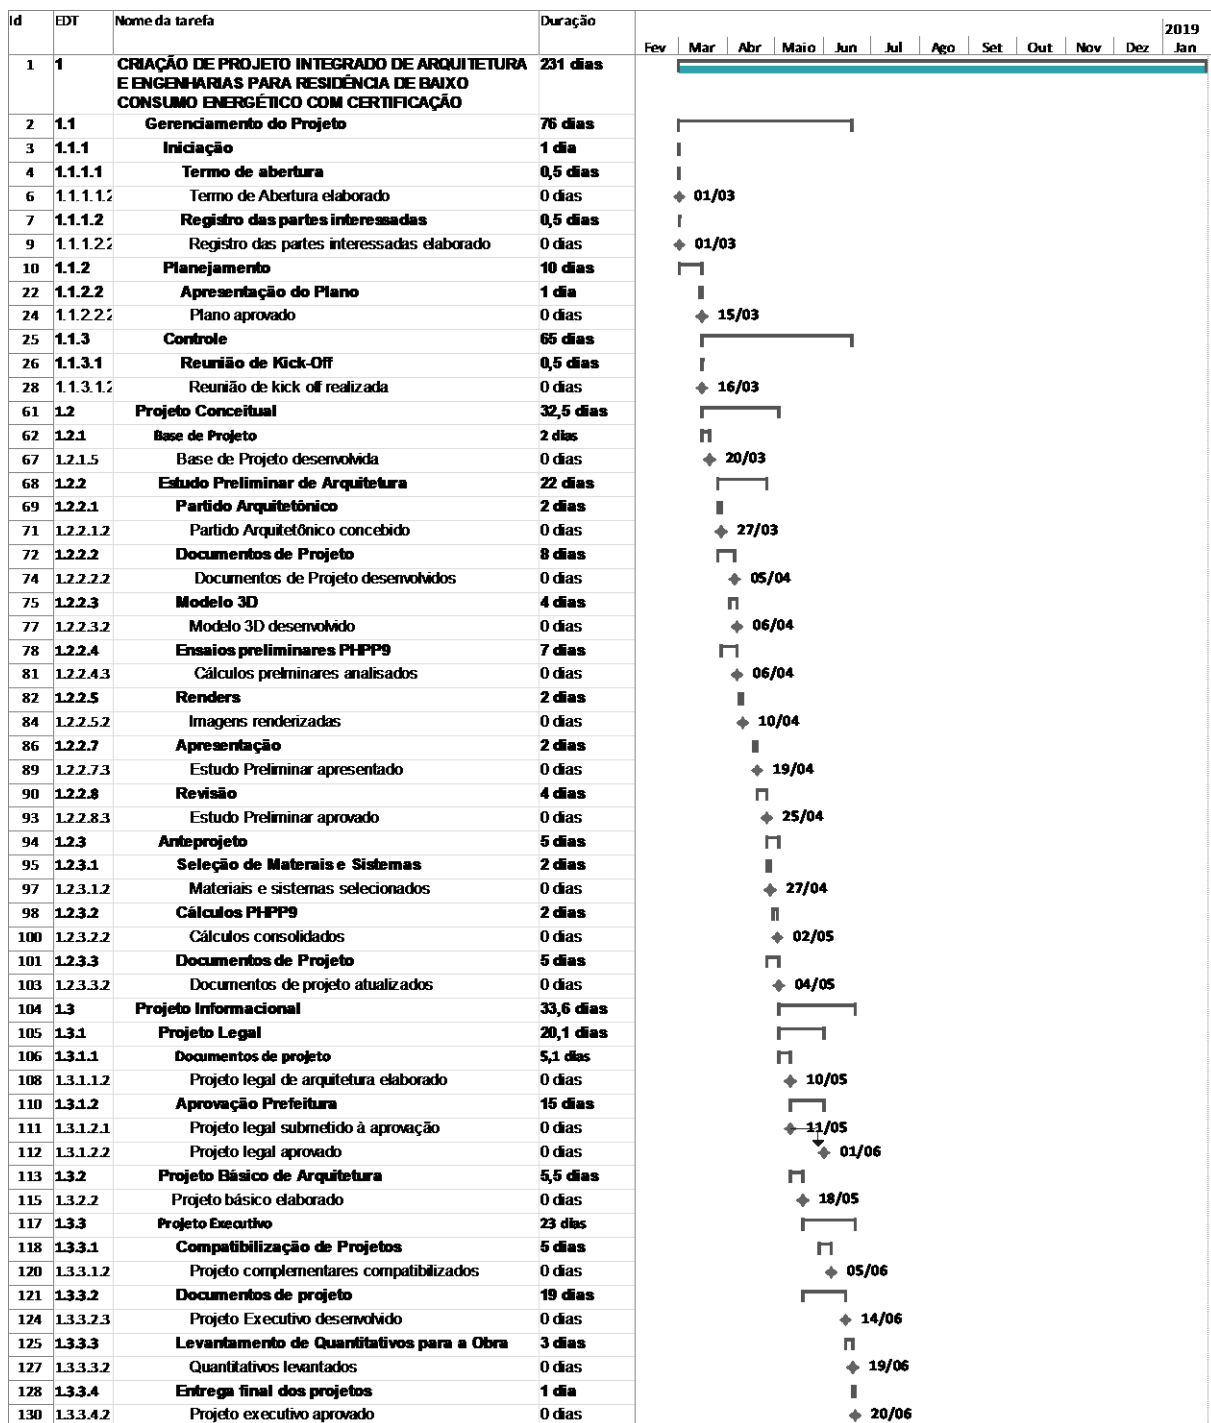 Id EDT Nome da tarefa Duração 2019
Fev Mar Abr Maio Jun Jul Ago Set Out Nov Dez Jan
1 1 CRIAÇÃO DE PROJETO INTEGRADO DE ARQUITETURA 231 dias
E ENGENHARIAS PARA RESIDÊNCIA DE BAIXO
CONSUMO ENERGÉTICO COM CERTIFICAÇÃO
2 1.1 Gerenciamento do Projeto 76 dias
3 1.1.1 Iniciação 1 dia
4 1.1.1.1 Termo de abertura 0,5 dias
6 1.1.1.1.2 Termo de Abertura elaborado 0 dias 01/03
7 1.1.1.2 Registro das partes interessadas 0,5 dias
9 1.1.1.2.2 Registro das partes interessadas elaborado 0 dias 01/03
10 1.1.2 Planejamento 10 dias
22 1.1.2.2 Apresentação do Plano 1 dia
24 1.1.2.2.2 Plano aprovado 0 dias 15/03
25 1.1.3 Controle 65 dias
26 1.1.3.1 Reunião de Kick-Off 0,5 dias
28 1.1.3.1.2 Reunião de kick off realizada 0 dias 16/03
61 1.2 Projeto Conceitual 32,5 dias
62 1.2.1 Base de Projeto 2 dias
67 1.2.1.5 Base de Projeto desenvolvida 0 dias 20/03
68 1.2.2 Estudo Preliminar de Arquitetura 22 dias
69 1.2.2.1 Partido Arquitetônico 2 dias
71 1.2.2.1.2 Partido Arquitetônico concebido 0 dias 27/03
72 1.2.2.2 Documentos de Projeto 8 dias
74 1.2.2.2.2 Documentos de Projeto desenvolvidos 0 dias 05/04
75 1.2.2.3 Modelo 3D 4 dias
77 1.2.2.3.2 Modelo 3D desenvolvido 0 dias 06/04
78 1.2.2.4 Ensaios preliminares PHPP9 7 dias
81 1.2.2.4.3 Cálculos prelminares analisados 0 dias 06/04
82 1.2.2.5 Renders 2 dias
84 1.2.2.5.2 Imagens renderizadas 0 dias 10/04
86 1.2.2.7 Apresentação 2 dias
89 1.2.2.7.3 Estudo Preliminar apresentado 0 dias 19/04
90 1.2.2.8 Revisão 4 dias
93 1.2.2.8.3 Estudo Preliminar aprovado 0 dias 25/04
94 1.2.3 Anteprojeto 5 dias
95 1.2.3.1 Seleção de Materais e Sistemas 2 dias
97 1.2.3.1.2 Materiais e sistemas selecionados 0 dias 27/04
98 1.2.3.2 Cálculos PHPP9 2 dias
100 1.2.3.2.2 Cálculos consolidados 0 dias 02/05
101 1.2.3.3 Documentos de Projeto 5 dias
103 1.2.3.3.2 Documentos de projeto atualizados 0 dias 04/05
104 1.3 Projeto Informacional 33,6 dias
105 1.3.1 Projeto Legal 20,1 dias
106 1.3.1.1 Documentos de projeto 5,1 dias
108 1.3.1.1.2 Projeto legal de arquitetura elaborado 0 dias 10/05
110 1.3.1.2 Aprovação Prefeitura 15 dias
111 1.3.1.2.1 Projeto legal submetido à aprovação 0 dias 11/05
112 1.3.1.2.2 Projeto legal aprovado 0 dias 01/06
113 1.3.2 Projeto Básico de Arquitetura 5,5 dias
115 1.3.2.2 Projeto básico elaborado 0 dias 18/05
117 1.3.3 Projeto Executivo 23 dias
118 1.3.3.1 Compatibilização de Projetos 5 dias
120 1.3.3.1.2 Projeto complementares compatibilizados 0 dias 05/06
121 1.3.3.2 Documentos de projeto 19 dias
124 1.3.3.2.3 Projeto Executivo desenvolvido 0 dias 14/06
125 1.3.3.3 Levantamento de Quantitativos para a Obra 3 dias
127 1.3.3.3.2 Quantitativos levantados 0 dias 19/06
128 1.3.3.4 Entrega final dos projetos 1 dia
130 1.3.3.4.2 Projeto executivo aprovado 0 dias 20/06